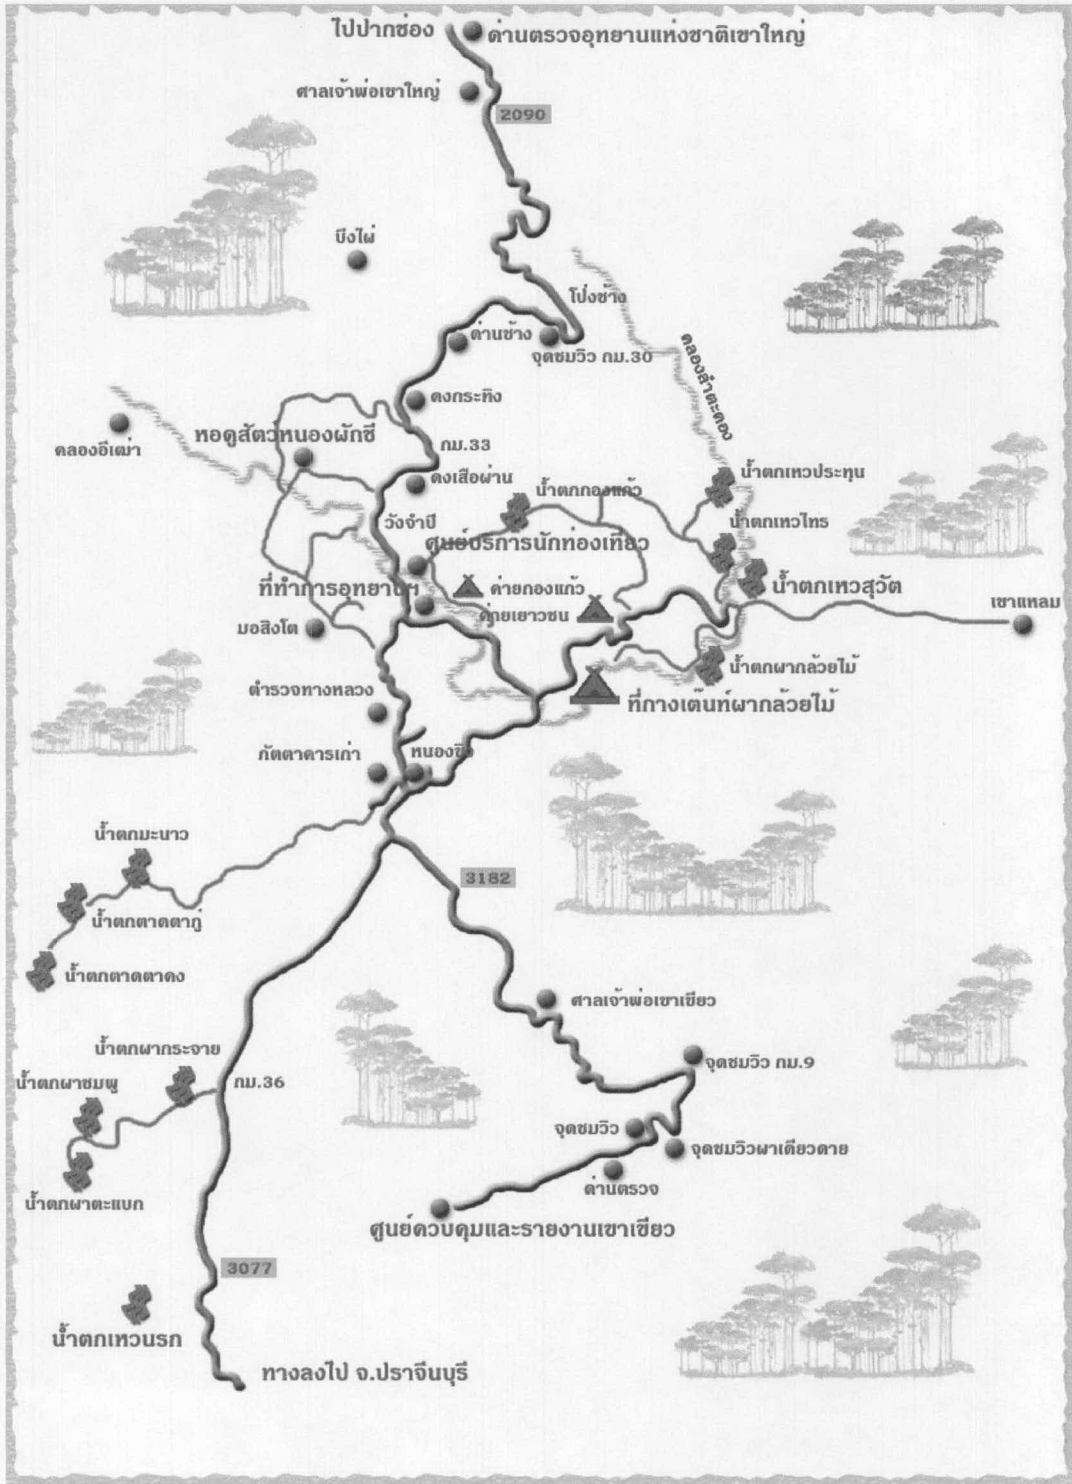 ไปปากช่อง
ด่านตรวจอุทยานแห่งชาติเขาใหญ่
ศาลเจ้าพ่อเขาใหญ่
2090
บึงไผ่
โป่งช้าง
ด่านช้าง
จุดชมวิว กม.30
คลองลำตะคอง
ดงกระทิง
คลองอีเฒ่า
หอดูสัตว์หนองผักชี
กม.33
ดงเสือผ่าน
น้ำตกกองแก้ว
น้ำตกเหวประทุน
วังจำปี
น้ำตกเหวไทร
ศูนย์บริการนักท่องเที่ยว
ที่ทำการอุทยานฯ
ค่ายกองแก้ว
น้ำตกเหวสุวัต
ค่ายเยาวชน
เขาแหลม
มอสิงโต
น้ำตกผากล้วยไม้
ตำรวจทางหลวง
ที่กางเต๊นท์ผากล้วยไม้
ภัตตาคารเก่า
หนองขิง
น้ำตกมะนาว
3182
น้ำตกตาดตากู่
น้ำตกตาดตาคง
ศาลเจ้าพ่อเขาเขียว
น้ำตกผากระจาย
จุดชมวิว กม.9
น้ำตกผาชมพู
กม.36
จุดชมวิว
จุดชมวิวผาเดียวดาย
น้ำตกผาตะแบก
ด่านตรวจ
ศูนย์ควบคุมและรายงานเขาเขียว
3077
น้ำตกเหวนรก
ทางลงไป จ.ปราจีนบุรี